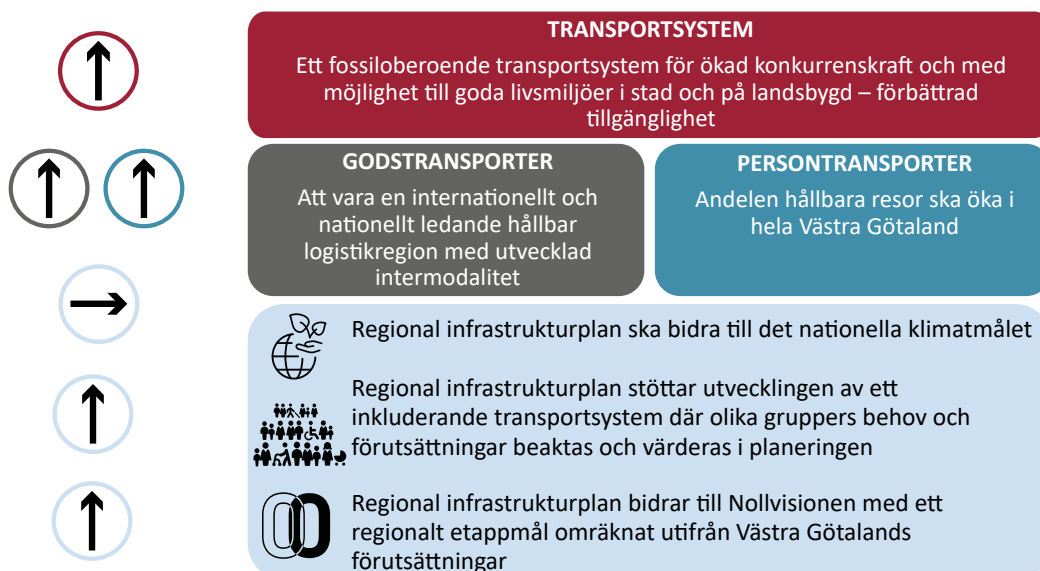 TRANSPORTSYSTEM
Ett fossiloberoende transportsystem för ökad konkurrenskraft och med
möjlighet till goda livsmiljöer i stad och på landsbygd – förbättrad
tillgänglighet
GODSTRANSPORTER
Att vara en internationellt och
nationellt ledande hållbar
logistikregion med utvecklad
intermodalitet
PERSONTRANSPORTER
Andelen hållbara resor ska öka i
hela Västra Götaland
Regional infrastrukturplan ska bidra till det nationella klimatmålet
Regional infrastrukturplan stöttar utvecklingen av ett
inkluderande transportsystem där olika gruppers behov och
förutsättningar beaktas och värderas i planeringen
Regional infrastrukturplan bidrar till Nollvisionen med ett
regionalt etappmål omräknat utifrån Västra Götalands
förutsättningar